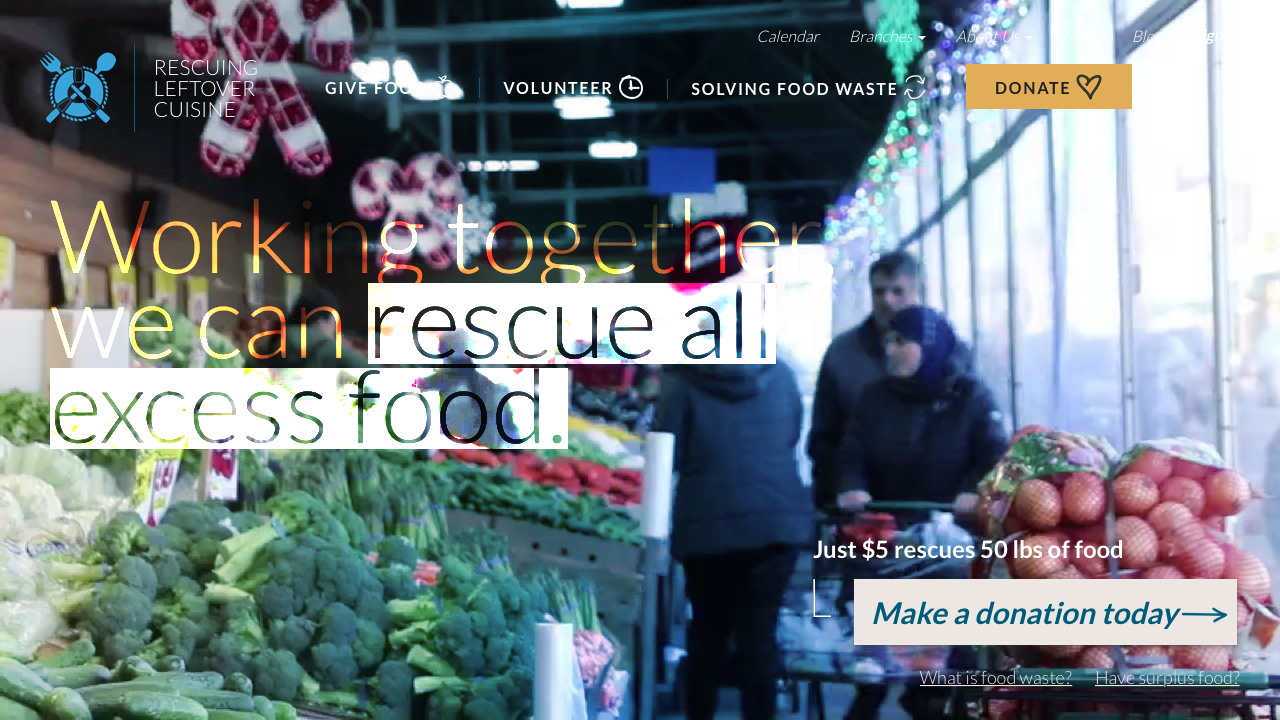 Calendar Branches About Us
RESCUING
LEFTOVER
CUISINE
GIVE FOOD VOLUNTEER SOLVING FOOD WASTE DONATE
Working together,
we can rescue all
excess food.
Just $5 rescues 50 lbs of food
Make a donation today
What is food waste? Have surplus food?